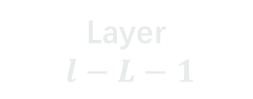 Layer
l – L – 1